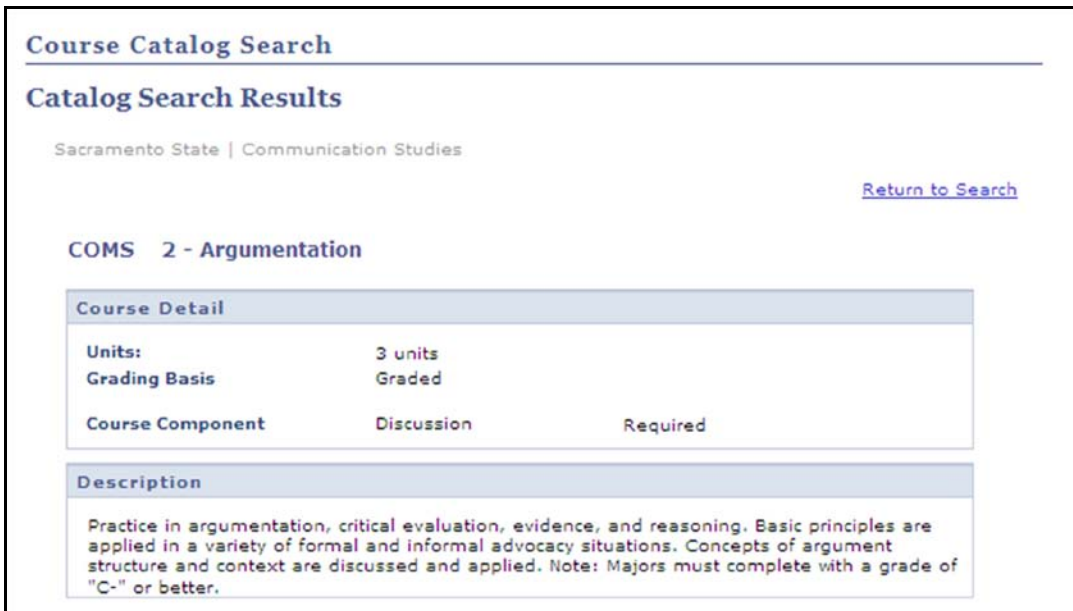 Course Catalog Search
Catalog Search Results
Sacramento State | Communication Studies
Return to Search
COMS 2 - Argumentation
Course Detail
Units: 3 units
Grading Basis Graded
Course Component Discussion Required
Description
Practice in argumentation, critical evaluation, evidence, and reasoning. Basic principles are
applied in a variety of formal and informal advocacy situations. Concepts of argument
structure and context are discussed and applied. Note: Majors must complete with a grade of
"C-" or better.